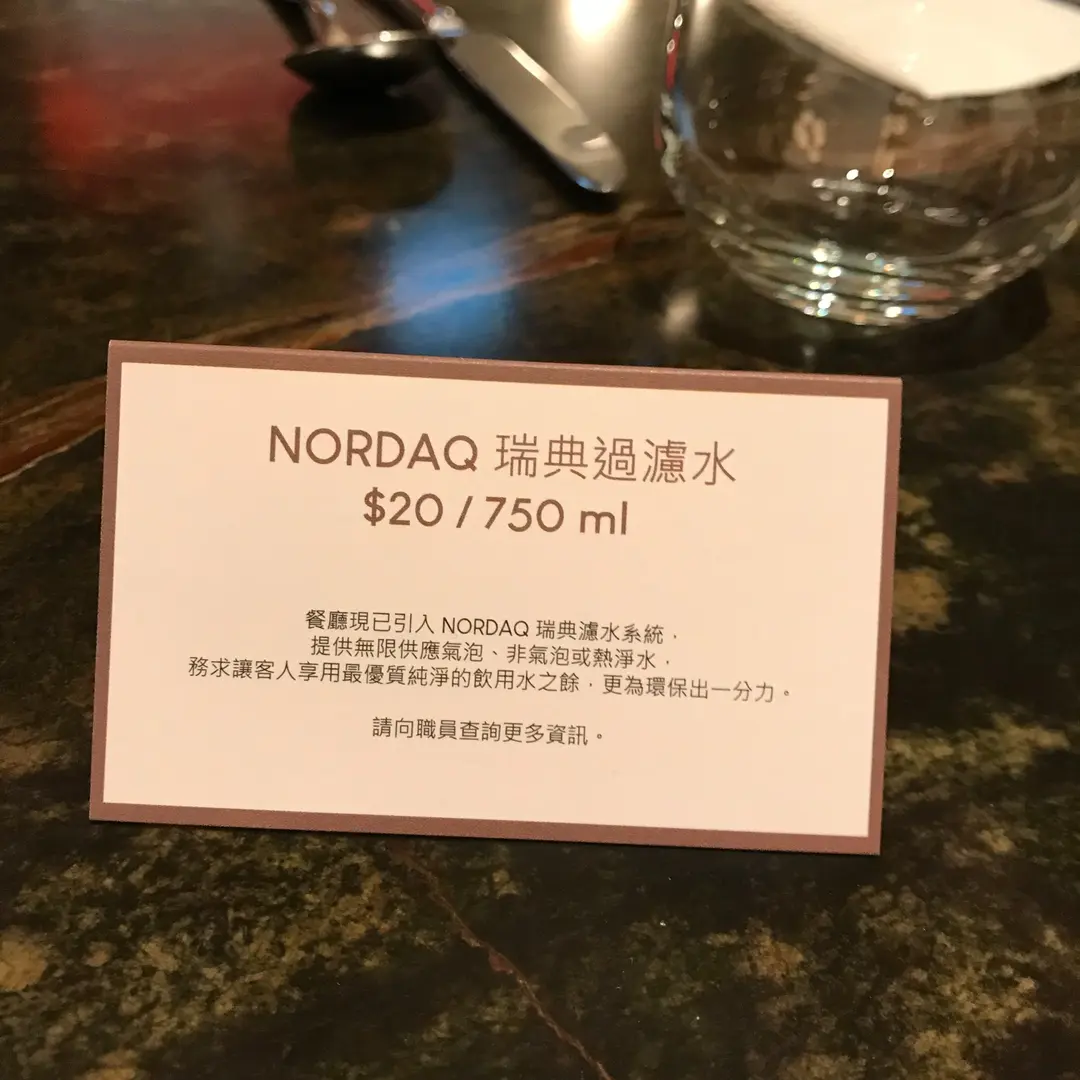 NORDAQ 瑞典過濾水
$20 / 750 ml
餐廳現已引入 NORDAQ 瑞典濾水系統，
提供無限供應氣泡、非氣泡或熱淨水，
務求讓客人享用最優質純淨的飲用水之餘，更為環保出一分力。
請向職員查詢更多資訊。